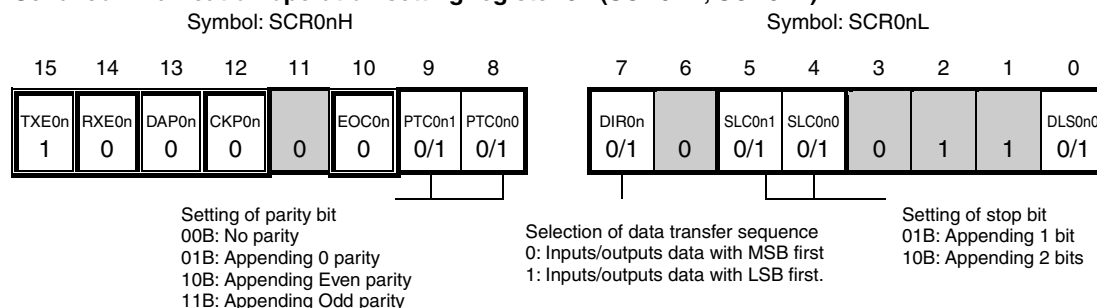 Symbol: SCR0nH
Symbol: SCR0nL
15 14 13 12 11 10 9 8
7 6 5 4 3 2 1 0
TXE0n RXE0n DAP0n CKP0n EOC0n PTC0n1 PTC0n0
DIR0n SLC0n1 SLC0n0 DLS0n0
1 0 0 0 0 0 0/1 0/1
0/1 0 0/1 0/1 0 1 1 0/1
Setting of parity bit
00B: No parity
01B: Appending 0 parity
10B: Appending Even parity
11B: Appending Odd parity
Selection of data transfer sequence
0: Inputs/outputs data with MSB first
1: Inputs/outputs data with LSB first.
Setting of stop bit
01B: Appending 1 bit
10B: Appending 2 bits